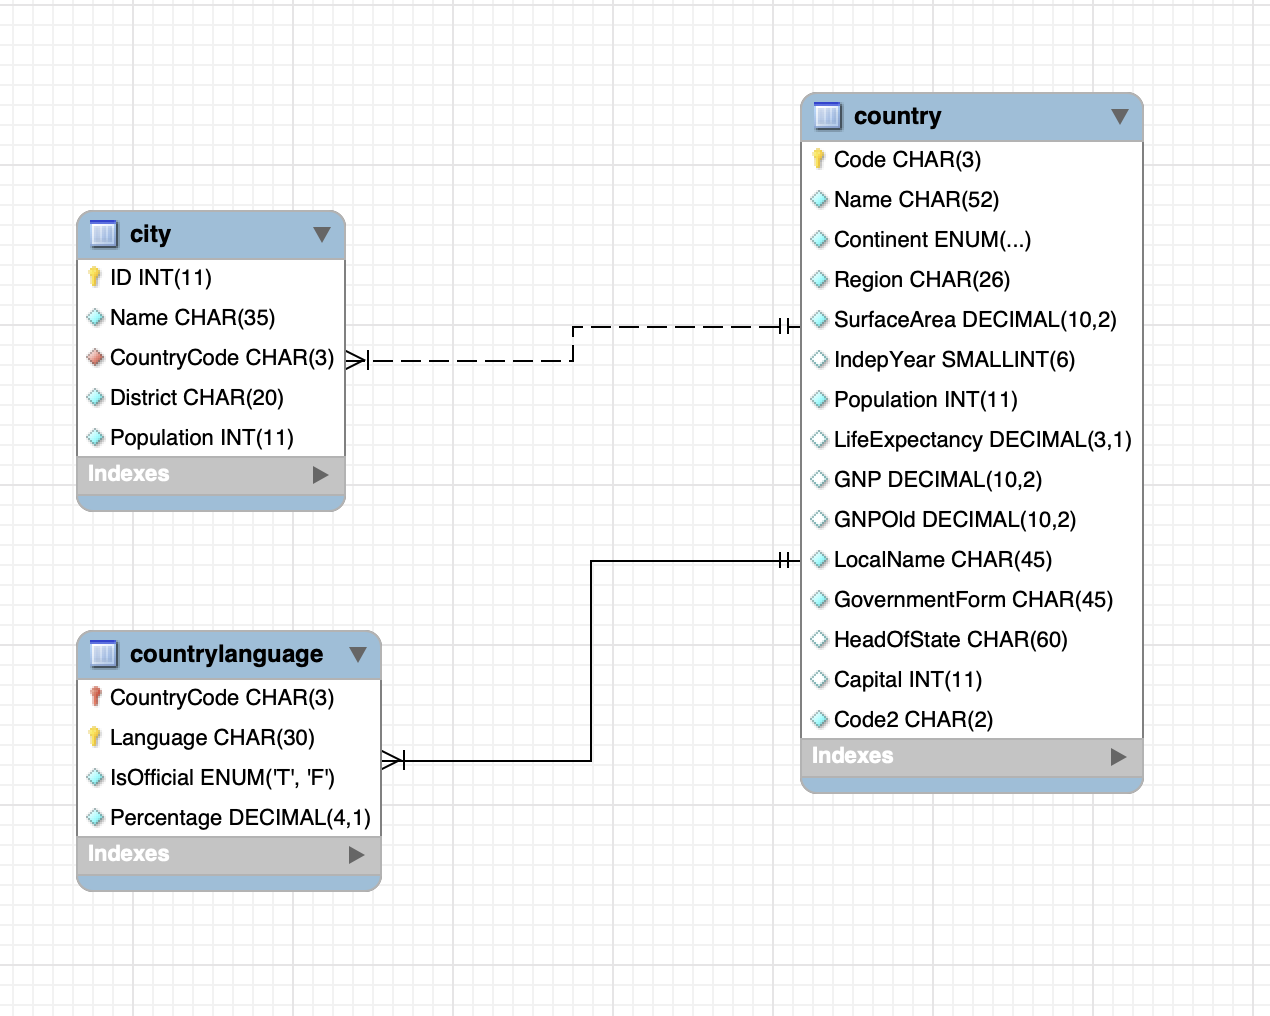 city
ID INT(11)
Name CHAR(35)
CountryCode CHAR(3)
District CHAR(20)
Population INT(11)
Indexes
countrylanguage
CountryCode CHAR(3)
Language CHAR(30)
IsOfficial ENUM('T', 'F')
Percentage DECIMAL(4,1)
Indexes
country
Code CHAR(3)
Name CHAR(52)
Continent ENUM(...)
Region CHAR(26)
SurfaceArea DECIMAL(10,2)
IndepYear SMALLINT(6)
Population INT(11)
LifeExpectancy DECIMAL(3,1)
GNP DECIMAL(10,2)
GNPOld DECIMAL(10,2)
LocalName CHAR(45)
GovernmentForm CHAR(45)
HeadOfState CHAR(60)
Capital INT(11)
Code2 CHAR(2)
Indexes